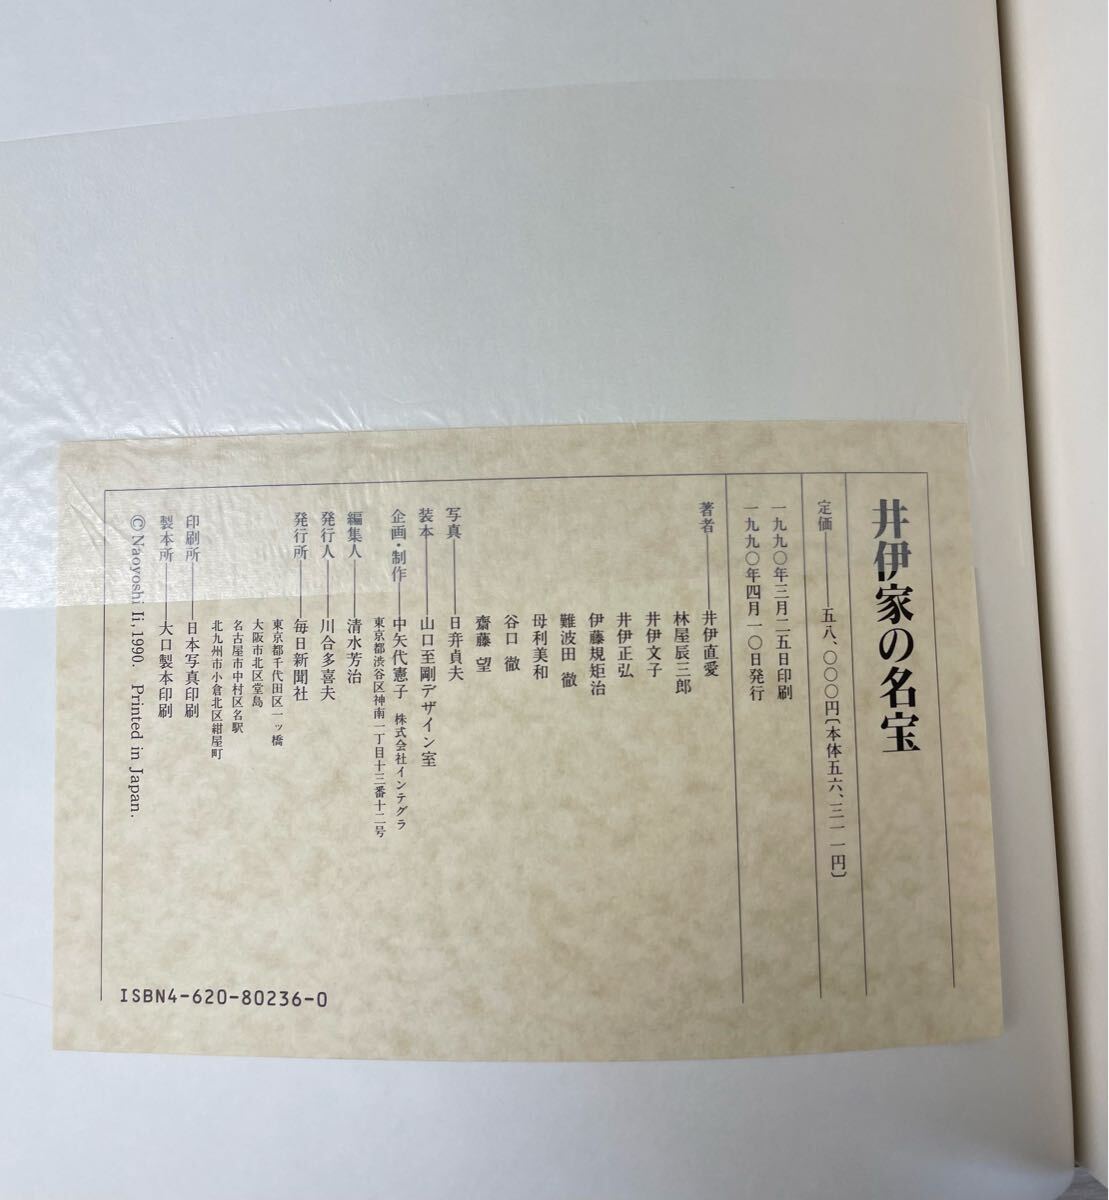 井伊家の名宝
定価――五八、〇〇〇円〔本体五六、三一一円〕
一九九〇年三月二五日印刷
一九九〇年四月一〇日発行
著者――井伊直愛
林屋辰三郎
井伊文子
井伊正弘
伊藤規矩治
難波田 徹
母利美和
谷口 徹
齋藤 望
写真――日弁貞夫
装本――山口至剛デザイン室
企画・制作――中矢代憲子 株式会社インテグラ
東京都渋谷区神南一丁目十三番十二号
編集人――清水芳治
発行人――川合多喜夫
発行所――毎日新聞社
東京都千代田区一ッ橋
大阪市北区堂島
名古屋市中村区名駅
北九州市小倉北区紺屋町
印刷所――日本写真印刷
製本所――大口製本印刷
©Naoyoshi Ii, 1990. Printed in Japan.
ISBN4-620-80236-0